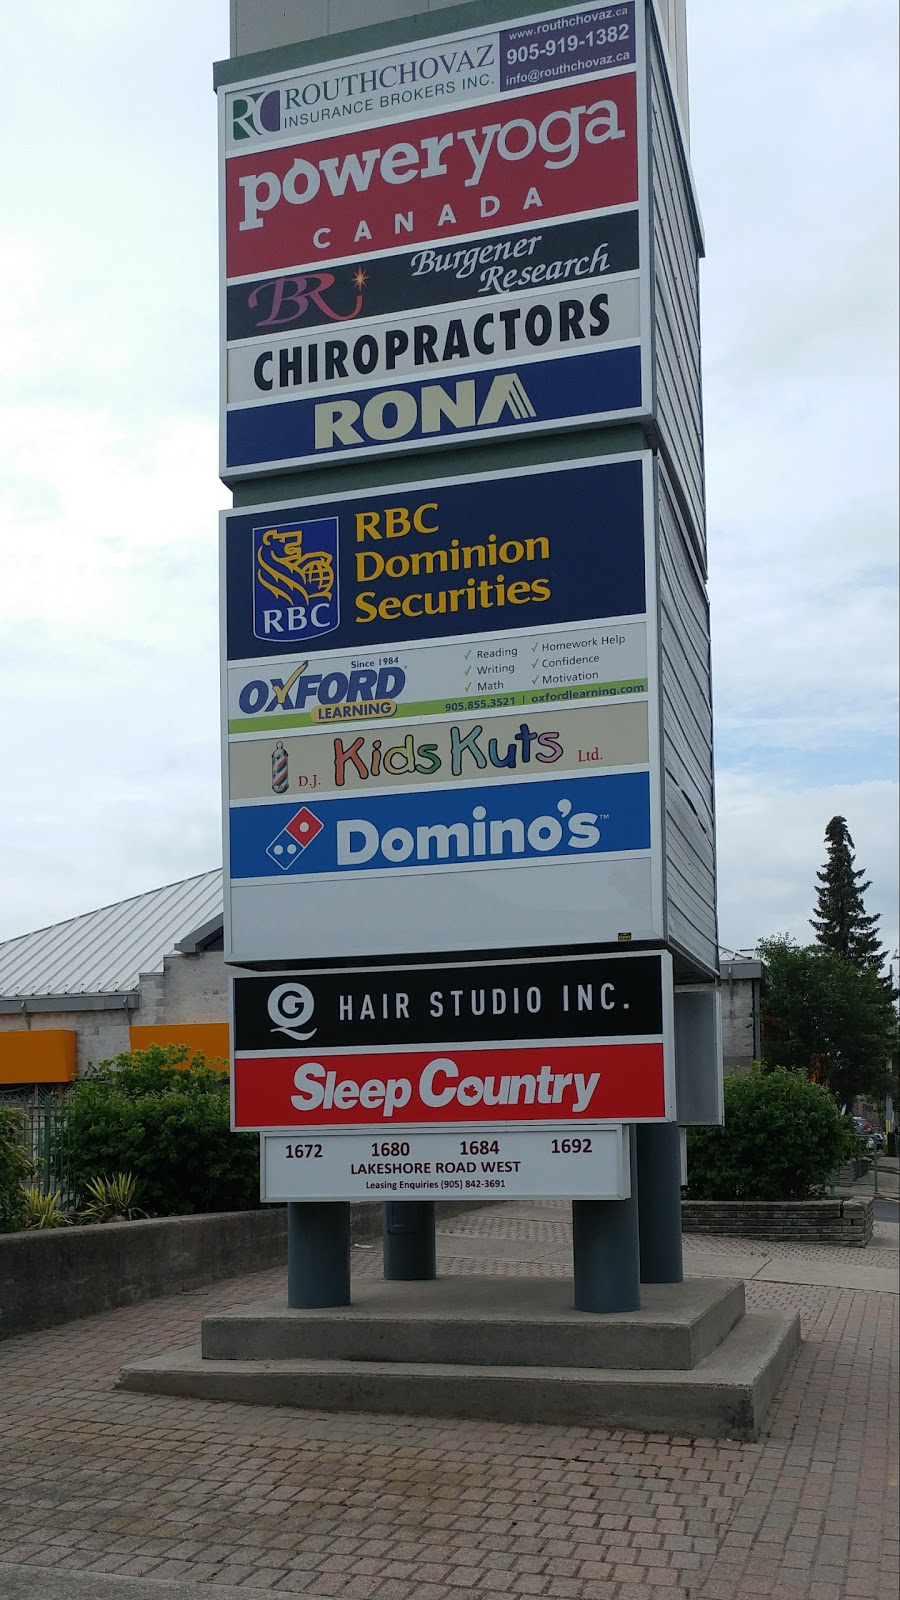 RC ROUTHCHOVAZ
INSURANCE BROKERS INC.
www.routhchovaz.ca
905-919-1382
info@routhchovaz.ca
poweryoga
CANADA
BR
Burgener
Research
CHIROPRACTORS
RONA
RBC
RBC
Dominion
Securities
Since 1984
OXFORD
LEARNING
✓ Reading
✓ Writing
✓ Math
✓ Homework Help
✓ Confidence
✓ Motivation
905.855.3521 | oxfordlearning.com
D.J. Kids Kuts Ltd.
Domino's™
GQ HAIR STUDIO INC.
Sleep Country
1672 1680 1684 1692
LAKESHORE ROAD WEST
Leasing Enquiries (905) 842-3691